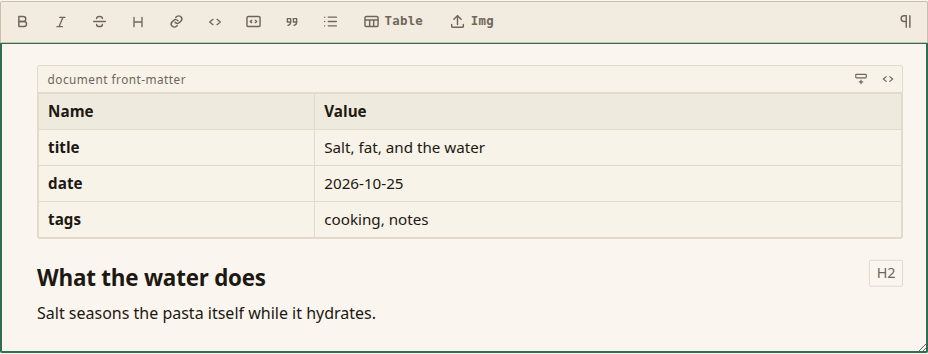 B I S H <> ❞ Table Img ¶
document front-matter <>
Name Value
title Salt, fat, and the water
date 2026-10-25
tags cooking, notes
What the water does H2
Salt seasons the pasta itself while it hydrates.